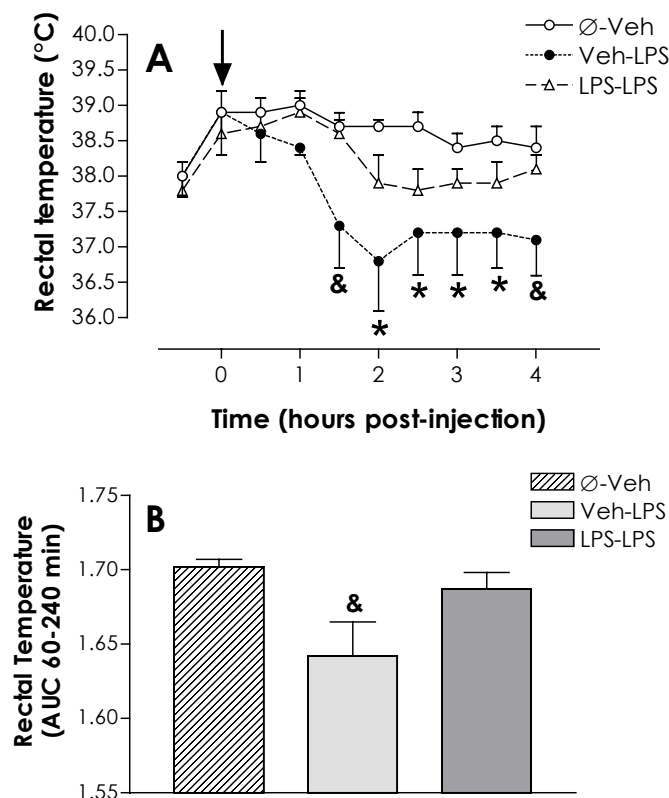 A
Ø-Veh
Veh-LPS
LPS-LPS
Rectal temperature (°C)
40.0
39.5
39.0
38.5
38.0
37.5
37.0
36.5
36.0
&
*
*
*
*
&
0 1 2 3 4
Time (hours post-injection)
B
Ø-Veh
Veh-LPS
LPS-LPS
Rectal Temperature
(AUC 60-240 min)
1.75
1.70
1.65
1.60
1.55
&